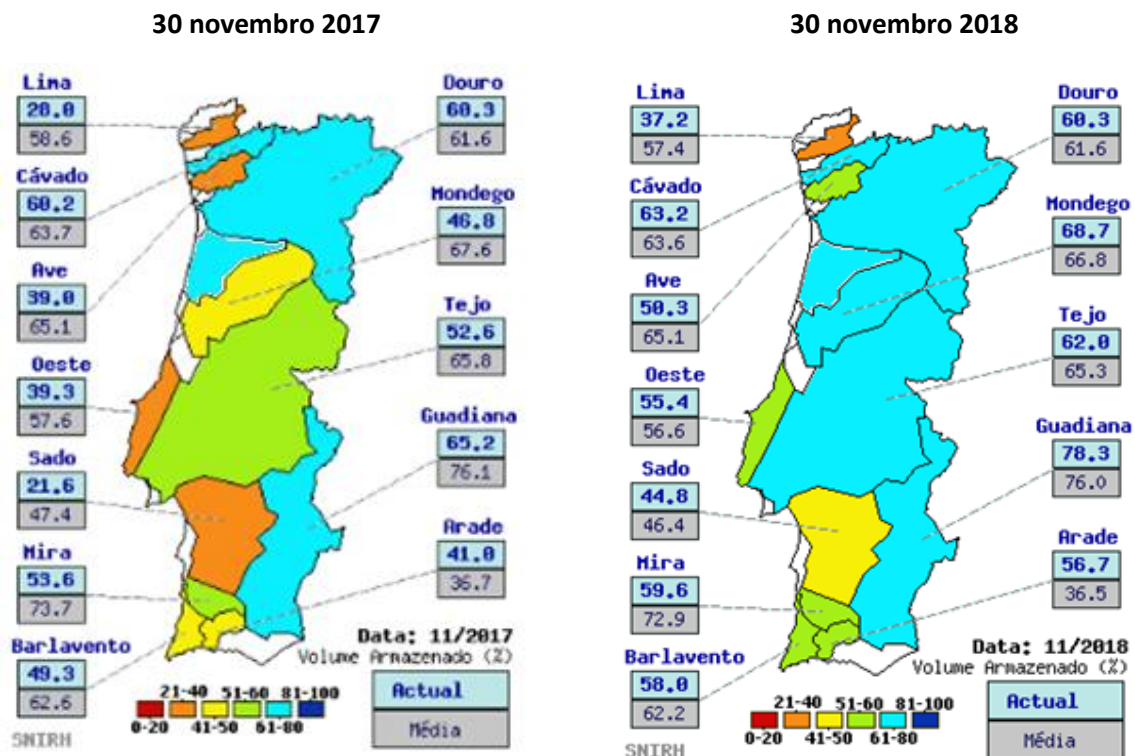 30 novembro 2017
Lima
28.0
58.6
Douro
60.3
61.6
Cávado
60.2
63.7
Mondego
46.8
67.6
Ave
39.0
65.1
Tejo
52.6
65.8
Oeste
39.3
57.6
Guadiana
65.2
76.1
Sado
21.6
47.4
Arade
41.0
36.7
Mira
53.6
73.7
Barlavento
49.3
62.6
Data: 11/2017
Volume Armazenado (%)
21-40 51-60 81-100
0-20 41-50 61-80
Actual
Média
SNIRH
30 novembro 2018
Lima
37.2
57.4
Douro
60.3
61.6
Cávado
63.2
63.6
Mondego
68.7
66.8
Ave
50.3
65.1
Tejo
62.0
65.3
Oeste
55.4
56.6
Guadiana
78.3
76.0
Sado
44.8
46.4
Arade
56.7
36.5
Mira
59.6
72.9
Barlavento
58.0
62.2
Data: 11/2018
Volume Armazenado (%)
21-40 51-60 81-100
0-20 41-50 61-80
Actual
Média
SNIRH